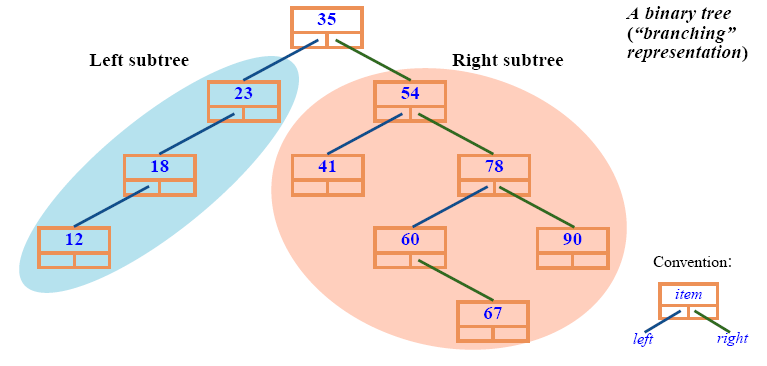 35
A binary tree
(“branching”
representation)
Left subtree
Right subtree
23
54
18
41
78
12
60
90
67
Convention:
item
left
right